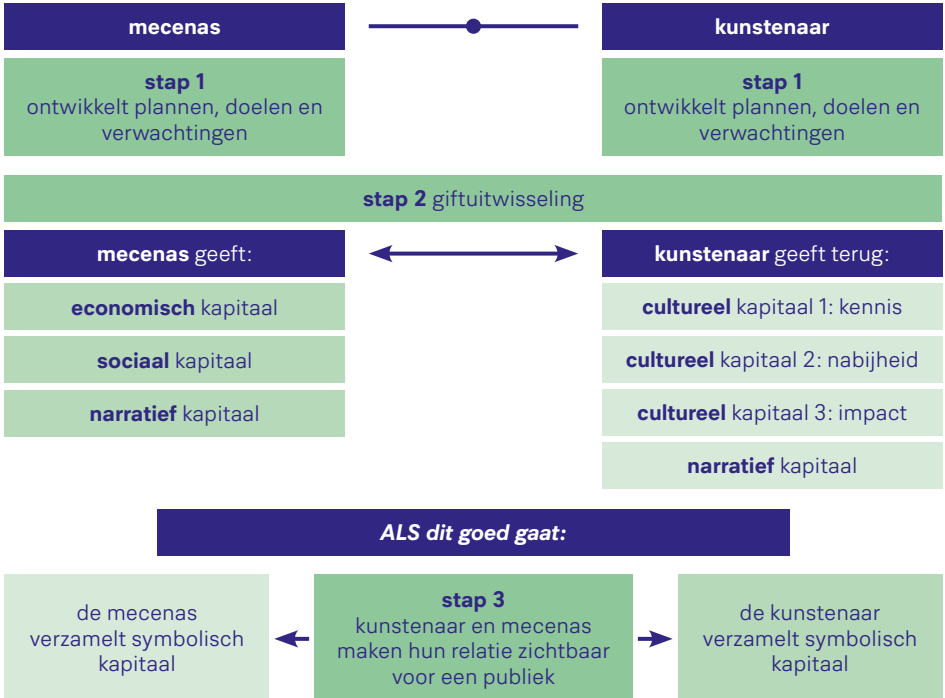 mecenas
kunstenaar
stap 1
ontwikkelt plannen, doelen en
verwachtingen
stap 1
ontwikkelt plannen, doelen en
verwachtingen
stap 2 giftuitwisseling
mecenas geeft:
economisch kapitaal
sociaal kapitaal
narratief kapitaal
kunstenaar geeft terug:
cultureel kapitaal 1: kennis
cultureel kapitaal 2: nabijheid
cultureel kapitaal 3: impact
narratief kapitaal
ALS dit goed gaat:
de mecenas
verzamelt symbolisch
kapitaal
stap 3
kunstenaar en mecenas
maken hun relatie zichtbaar
voor een publiek
de kunstenaar
verzamelt symbolisch
kapitaal